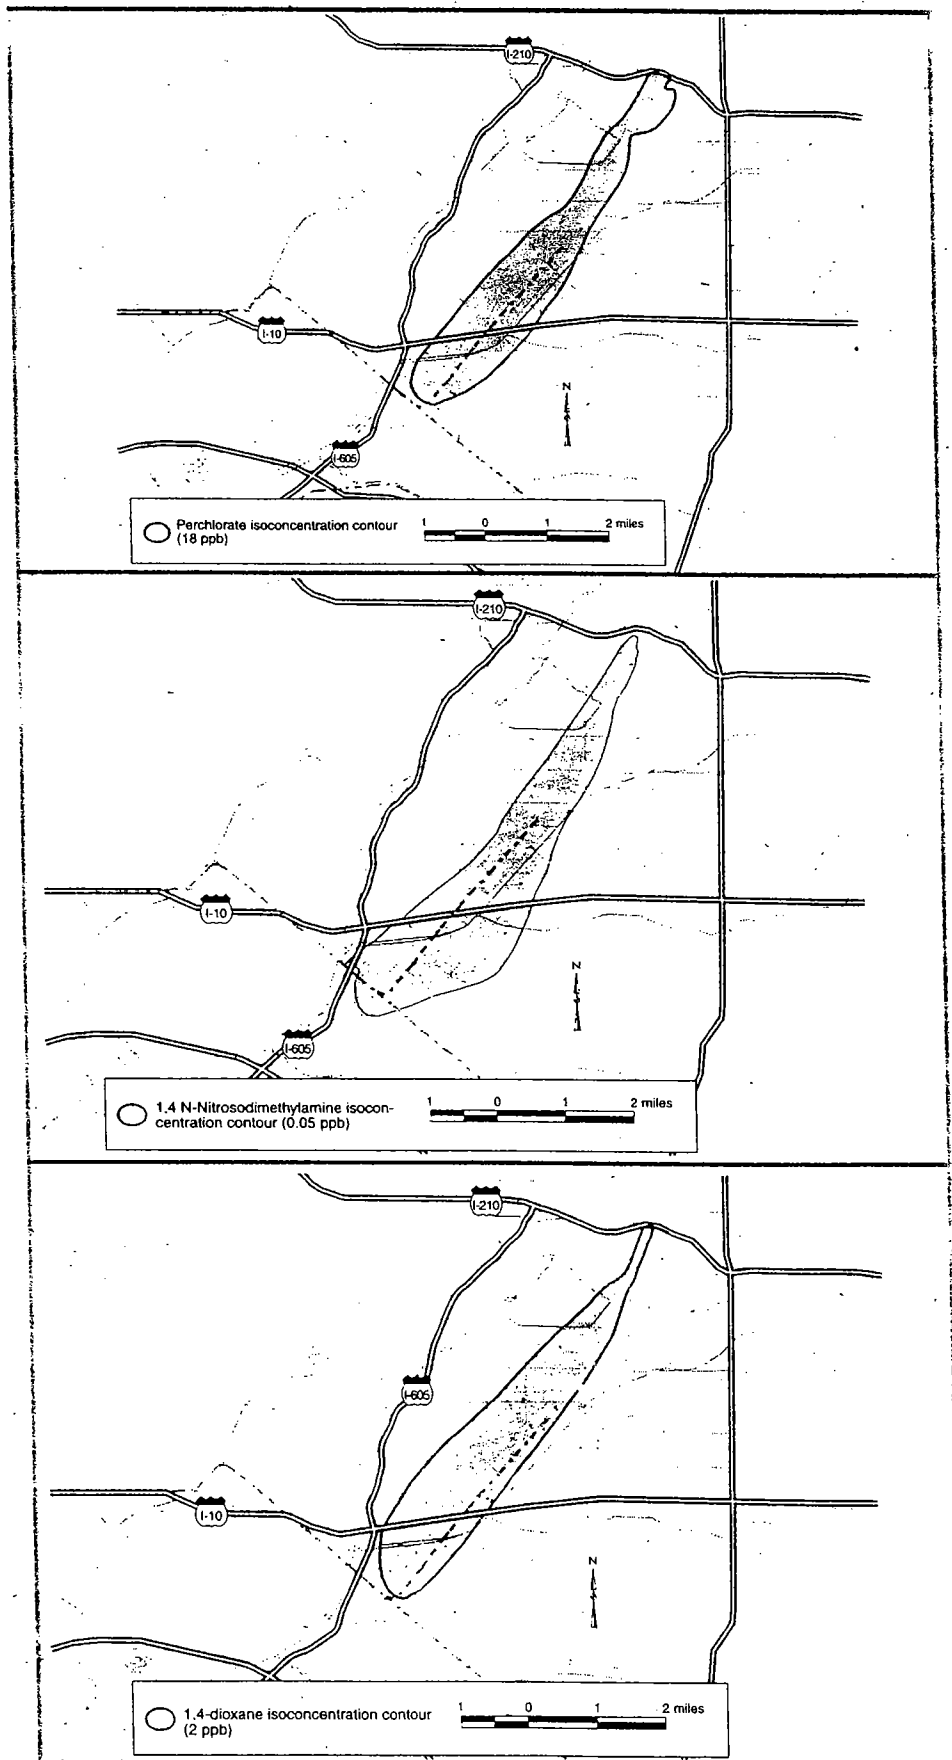 I-210
I-10
N
I-605
Perchlorate isoconcentration contour
(18 ppb)
1 0 1 2 miles
I-210
I-10
N
I-605
1.4 N-Nitrosodimethylamine isocon-
centration contour (0.05 ppb)
1 0 1 2 miles
I-210
I-605
I-10
N
1.4-dioxane isoconcentration contour
(2 ppb)
1 0 1 2 miles